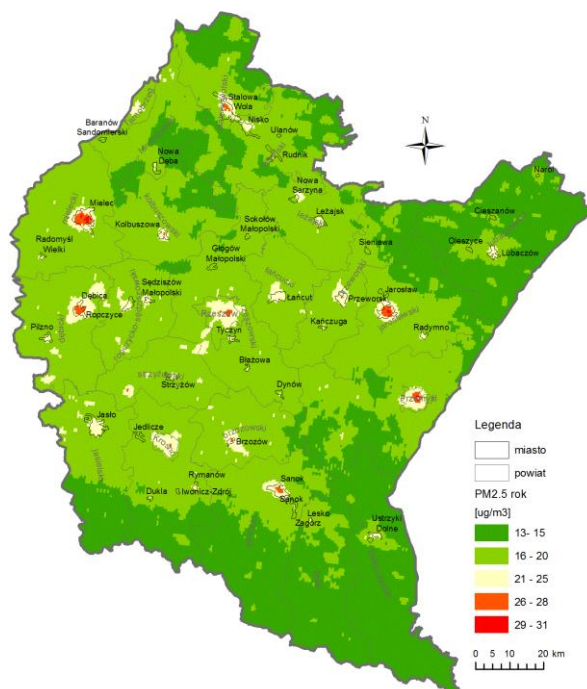 N
Stalowa
Wola
Nisko
Baranów
Sandomierski
Ulanów
Nowa
Dęba
Rudnik
Narol
Nowa
Sarzyna
Cieszanów
Mielec
Leżajsk
Kolbuszowa
Sokołów
Małopolski
Oleszyce
Lubaczów
Radomyśl
Wielki
Sieniawa
Głogów
Małopolski
Sędziszów
Małopolski
Jarosław
Dębica
Łańcut
Przeworsk
Ropczyce
Rzeszów
Pilzno
Tyczyn
Kańczuga
Radymno
Błażowa
Strzyżów
Dynów
Przemyśl
Jasło
Jedlicze
Krosno
Brzozów
Rymanów
Sanok
Dukla
Iwonicz-Zdrój
Sanok
Lesko
Zagórz
Ustrzyki
Dolne
Legenda
miasto
powiat
PM2.5 rok
[ug/m3]
13- 15
16 - 20
21 - 25
26 - 28
29 - 31
0 5 10 20 km